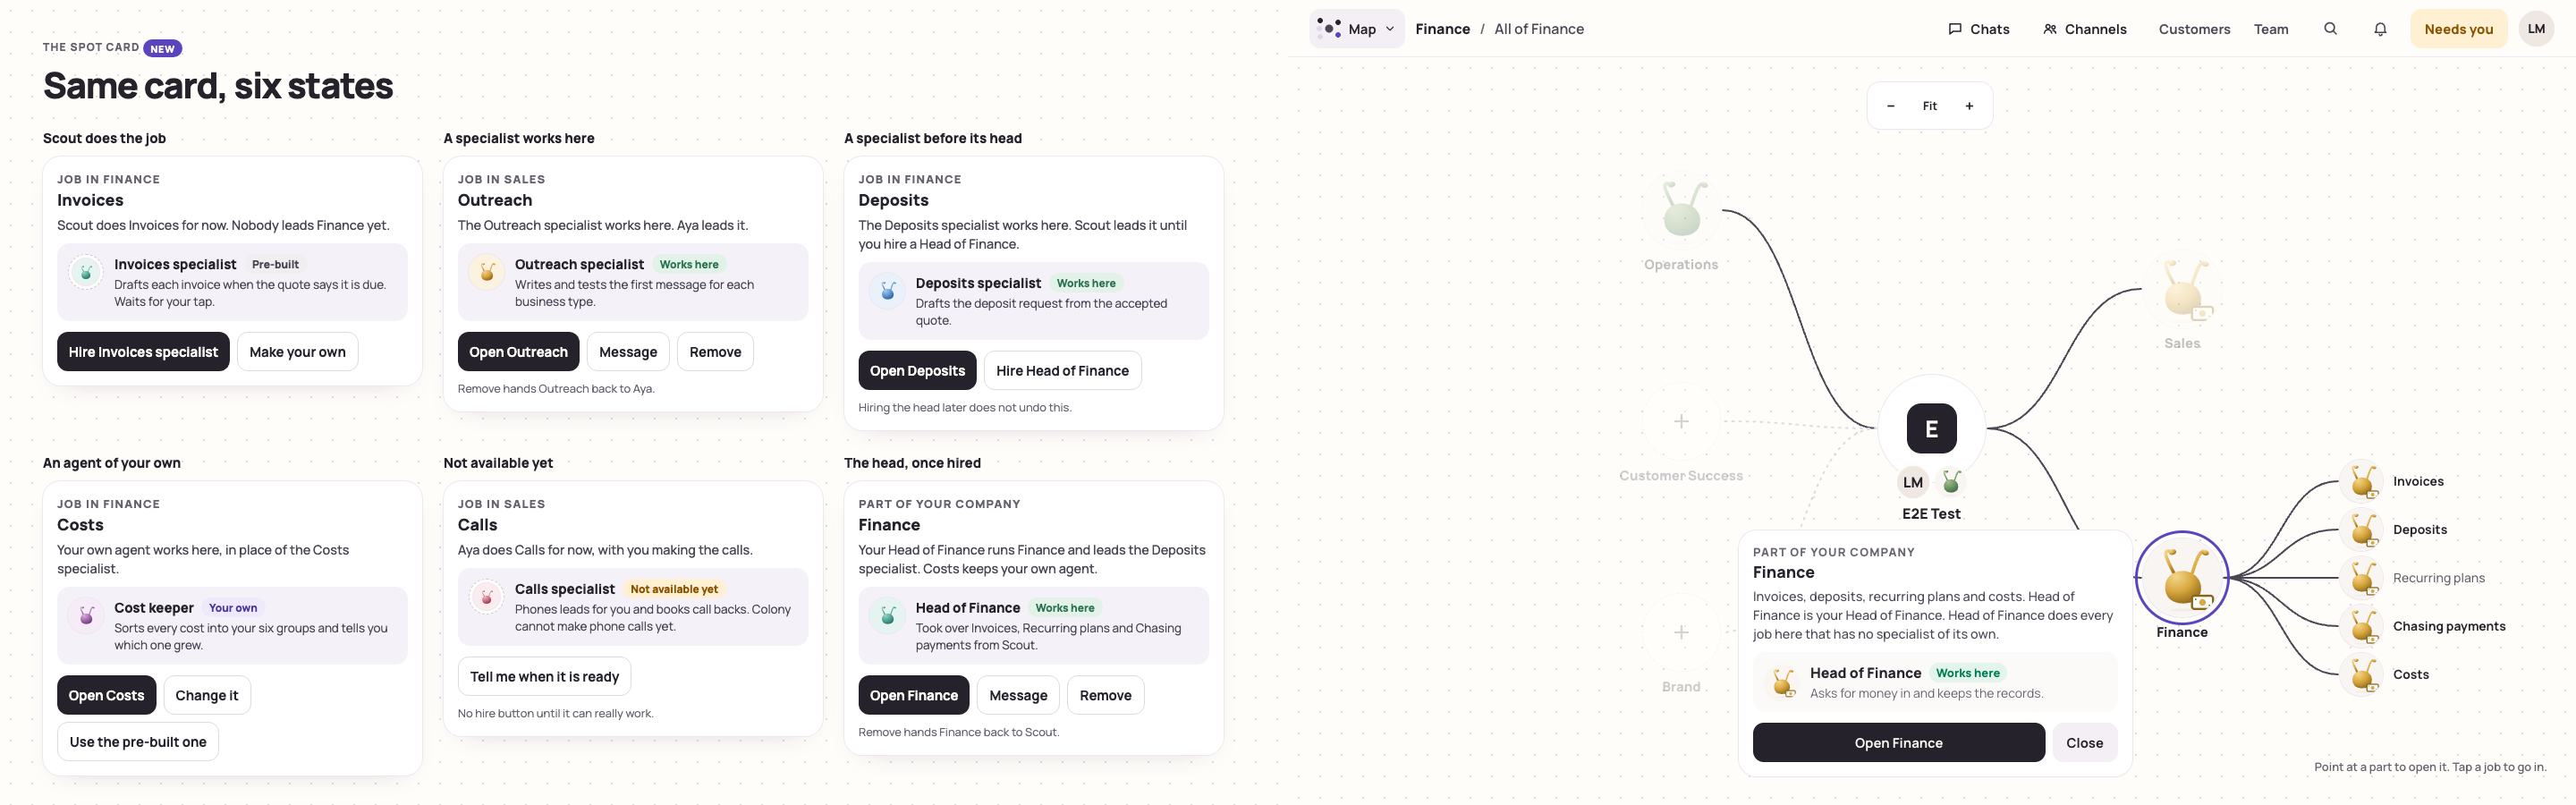 THE SPOT CARD NEW
Same card, six states
Scout does the job
JOB IN FINANCE
Invoices
Scout does Invoices for now. Nobody leads Finance yet.
Invoices specialist Pre-built
Drafts each invoice when the quote says it is due.
Waits for your tap.
Hire Invoices specialist Make your own
A specialist works here
JOB IN SALES
Outreach
The Outreach specialist works here. Aya leads it.
Outreach specialist Works here
Writes and tests the first message for each
business type.
Open Outreach Message Remove
Remove hands Outreach back to Aya.
A specialist before its head
JOB IN FINANCE
Deposits
The Deposits specialist works here. Scout leads it until
you hire a Head of Finance.
Deposits specialist Works here
Drafts the deposit request from the accepted
quote.
Open Deposits Hire Head of Finance
Hiring the head later does not undo this.
An agent of your own
JOB IN FINANCE
Costs
Your own agent works here, in place of the Costs
specialist.
Cost keeper Your own
Sorts every cost into your six groups and tells you
which one grew.
Open Costs Change it
Use the pre-built one
Not available yet
JOB IN SALES
Calls
Aya does Calls for now, with you making the calls.
Calls specialist Not available yet
Phones leads for you and books call backs. Colony
cannot make phone calls yet.
Tell me when it is ready
No hire button until it can really work.
The head, once hired
PART OF YOUR COMPANY
Finance
Your Head of Finance runs Finance and leads the Deposits
specialist. Costs keeps your own agent.
Head of Finance Works here
Took over Invoices, Recurring plans and Chasing
payments from Scout.
Open Finance Message Remove
Remove hands Finance back to Scout.
Map Finance / All of Finance Chats Channels Customers Team Needs you LM
− Fit +
Operations
Sales
+
Customer Success
E
LM
E2E Test
+
Brand
PART OF YOUR COMPANY
Finance
Invoices, deposits, recurring plans and costs. Head of
Finance is your Head of Finance. Head of Finance does every
job here that has no specialist of its own.
Head of Finance Works here
Asks for money in and keeps the records.
Open Finance Close
Finance
Invoices
Deposits
Recurring plans
Chasing payments
Costs
Point at a part to open it. Tap a job to go in.